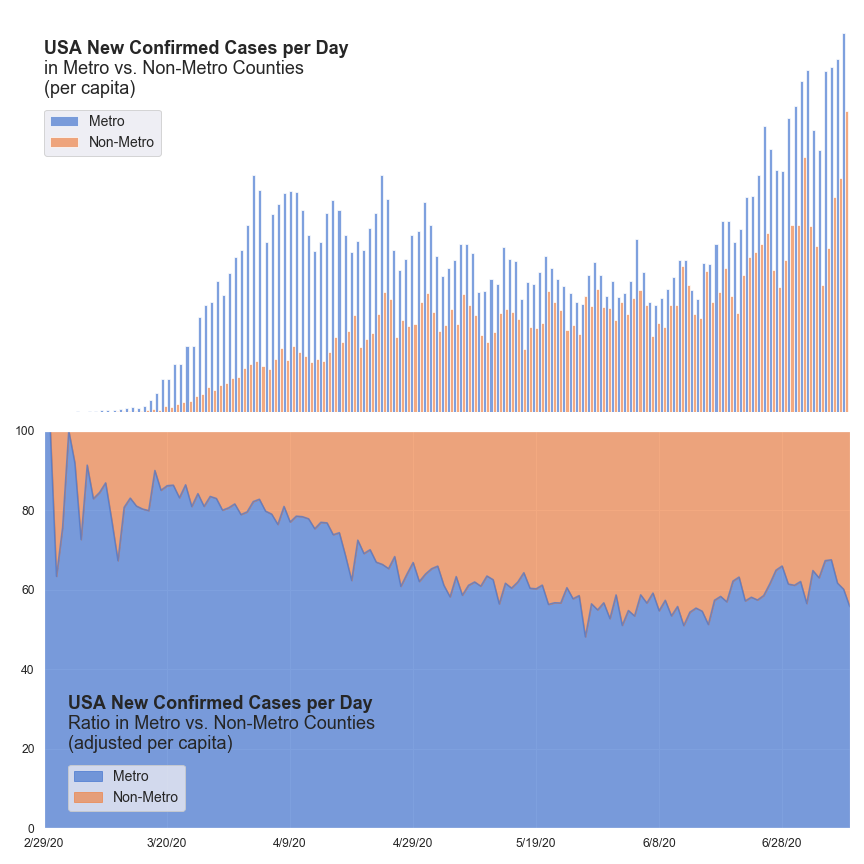 USA New Confirmed Cases per Day
in Metro vs. Non-Metro Counties
(per capita)
Metro
Non-Metro
100
80
60
40
20
0
USA New Confirmed Cases per Day
Ratio in Metro vs. Non-Metro Counties
(adjusted per capita)
Metro
Non-Metro
2/29/20 3/20/20 4/9/20 4/29/20 5/19/20 6/8/20 6/28/20